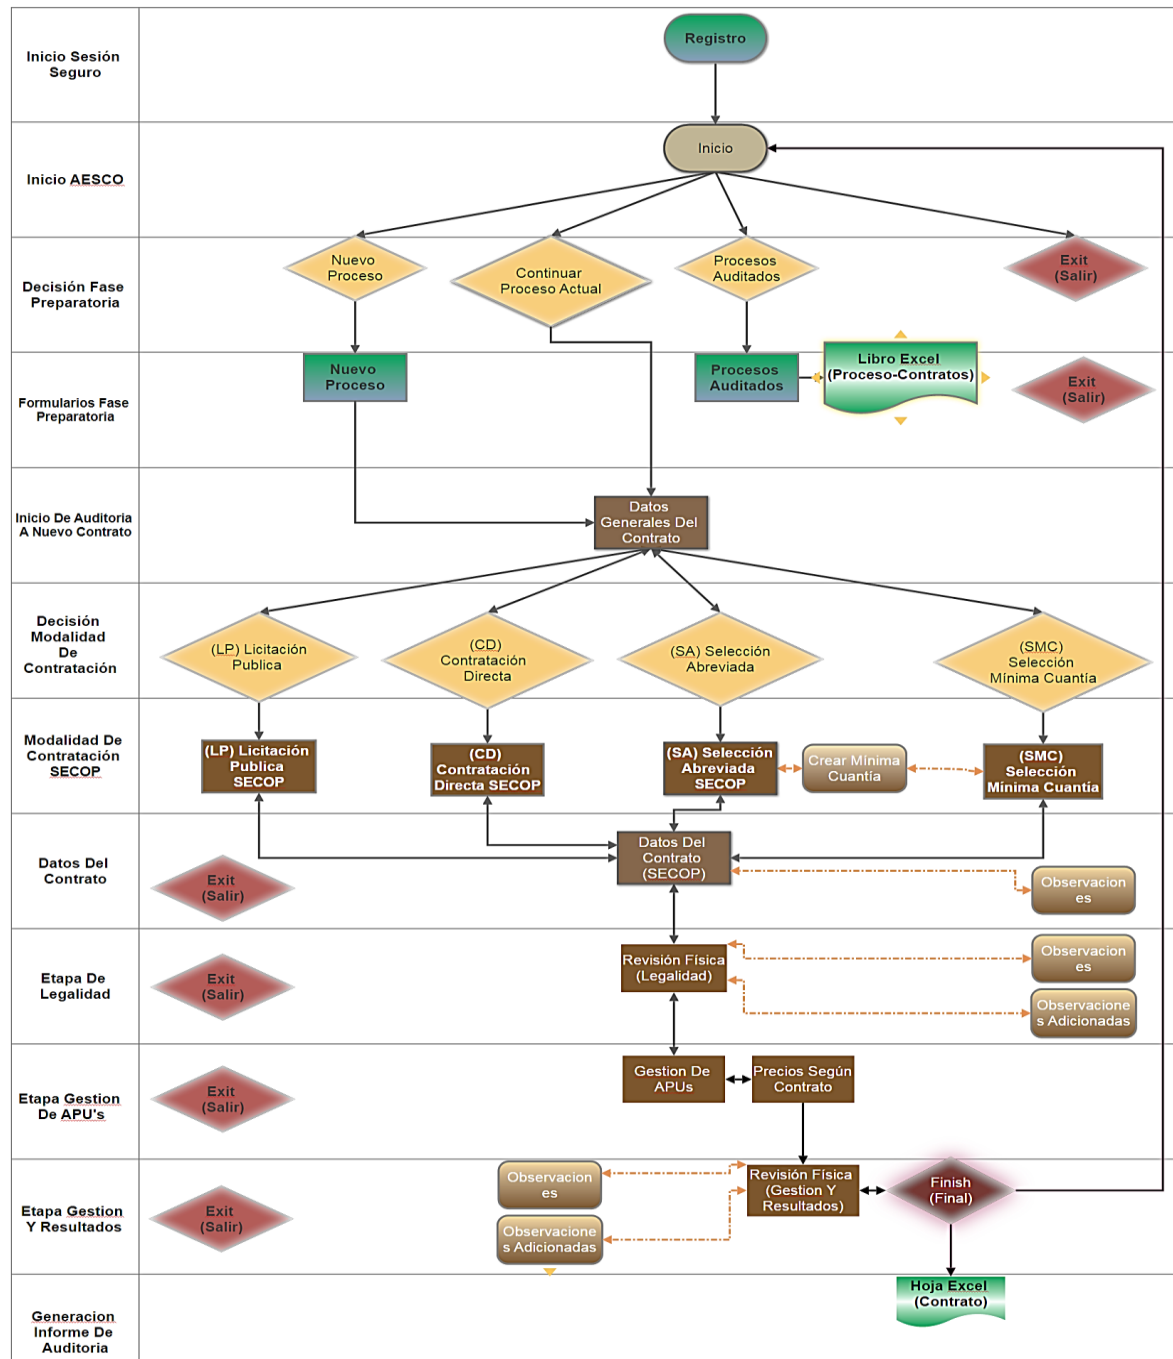 Inicio Sesión
Seguro
Registro
Inicio AESCO
Inicio
Decisión Fase
Preparatoria
Nuevo
Proceso
Continuar
Proceso Actual
Procesos
Auditados
Exit
(Salir)
Formularios Fase
Preparatoria
Nuevo
Proceso
Procesos
Auditados
Libro Excel
(Proceso-Contratos)
Exit
(Salir)
Inicio De Auditoria
A Nuevo Contrato
Datos
Generales Del
Contrato
Decisión
Modalidad
De
Contratación
(LP) Licitación
Publica
(CD)
Contratación
Directa
(SA) Selección
Abreviada
(SMC)
Selección
Mínima Cuantía
Modalidad De
Contratación
SECOP
(LP) Licitación
Publica
SECOP
(CD)
Contratación
Directa SECOP
(SA) Selección
Abreviada
SECOP
Crear Mínima
Cuantía
(SMC)
Selección
Mínima Cuantía
Datos Del
Contrato
Exit
(Salir)
Datos Del
Contrato
(SECOP)
Observacion
es
Etapa De
Legalidad
Exit
(Salir)
Revisión Física
(Legalidad)
Observacion
es
Observacione
s Adicionadas
Etapa Gestion
De APU's
Exit
(Salir)
Gestion De
APUs
Precios Según
Contrato
Etapa Gestion
Y Resultados
Exit
(Salir)
Observacion
es
Observacione
s Adicionadas
Revisión Física
(Gestion Y
Resultados)
Finish
(Final)
Generacion
Informe De
Auditoria
Hoja Excel
(Contrato)